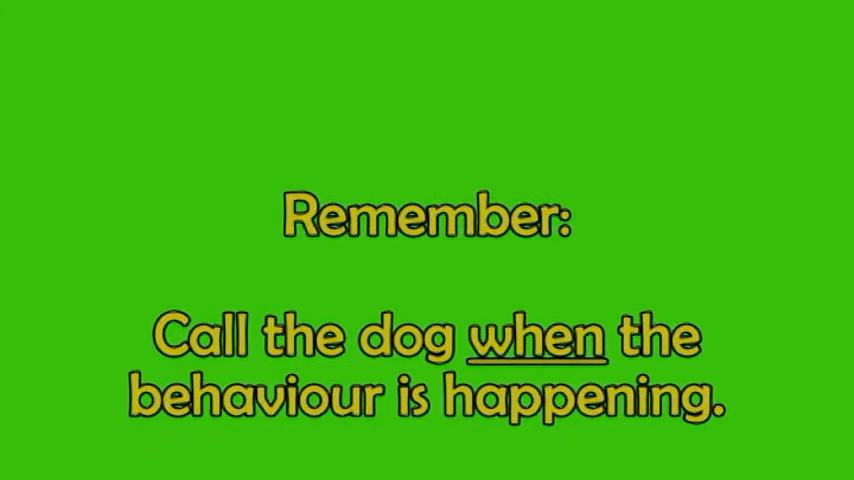 Remember:
Call the dog when the
behaviour is happening.